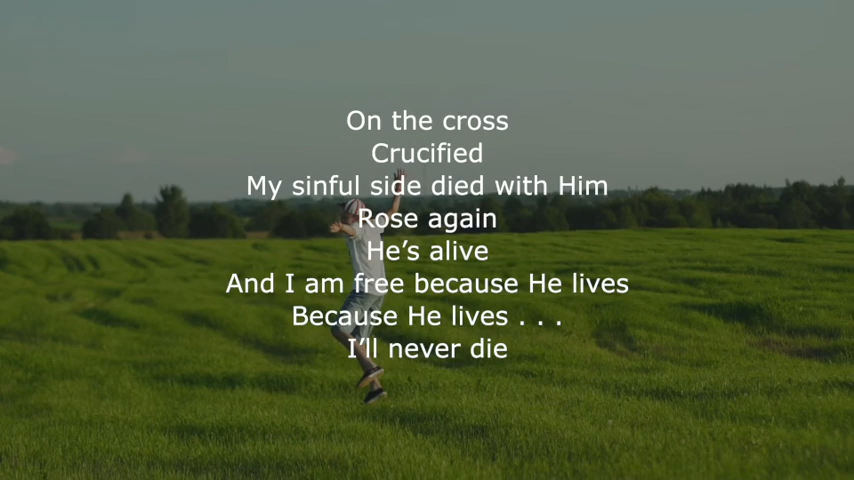 On the cross
Crucified
My sinful side died with Him
Rose again
He’s alive
And I am free because He lives
Because He lives . . .
I’ll never die